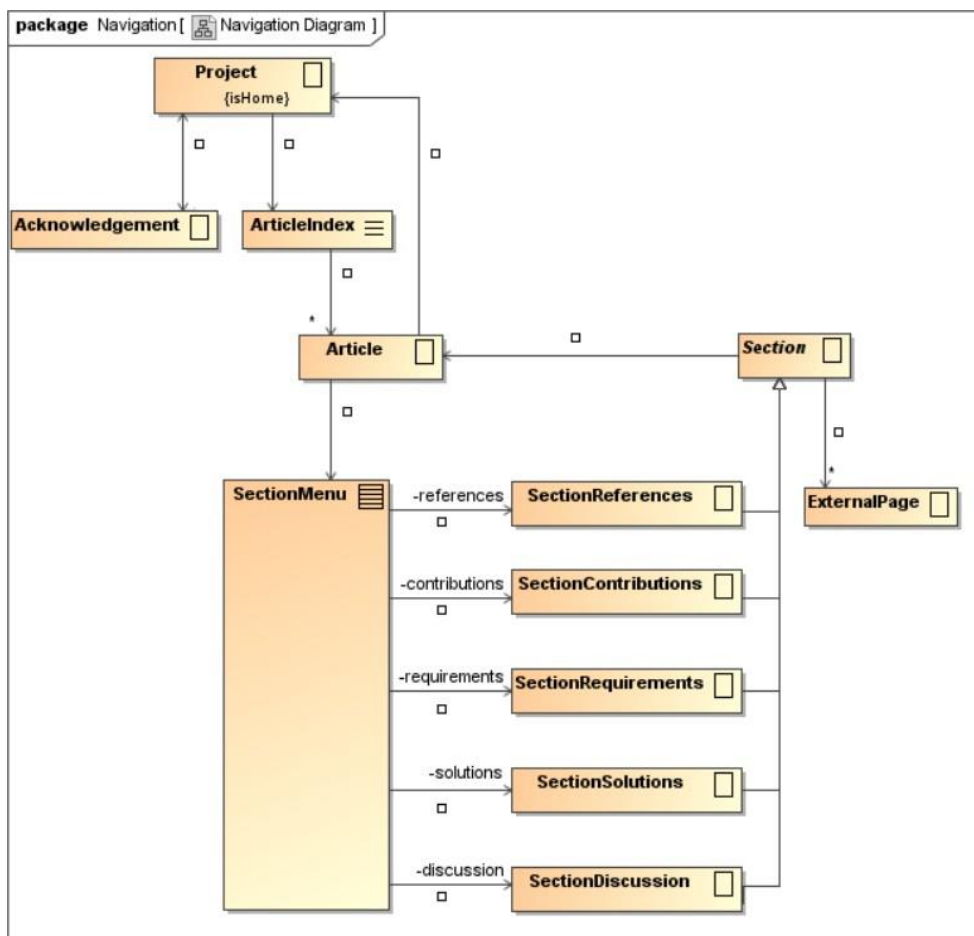 package Navigation [ Navigation Diagram ]
Project
{isHome}
Acknowledgement
ArticleIndex
*
Article
Section
*
ExternalPage
SectionMenu
-references
SectionReferences
-contributions
SectionContributions
-requirements
SectionRequirements
-solutions
SectionSolutions
-discussion
SectionDiscussion